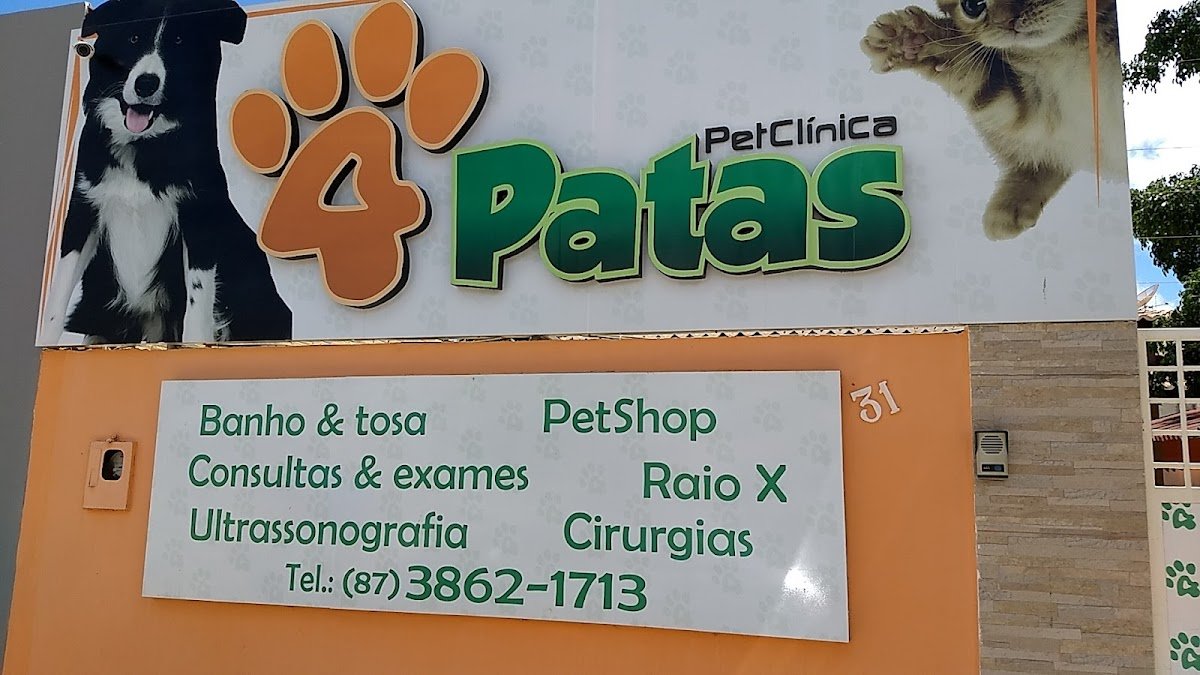 PetClínica
4 Patas
31
Banho & tosa PetShop
Consultas & exames Raio X
Ultrassonografia Cirurgias
Tel.: (87) 3862-1713